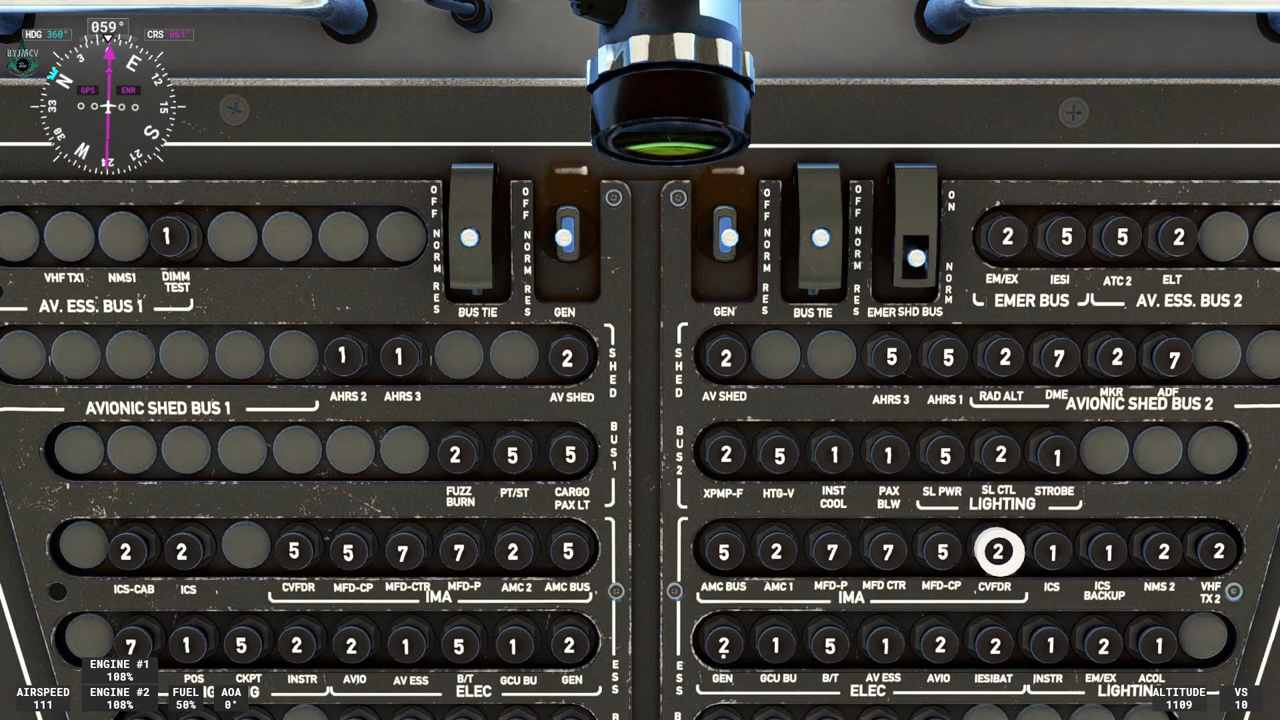 HDG 360° 059° CRS 061°
BYJMCV
N 3 E 12 15 S 24 W 30 33
GPS ENR
OFF NORM RES OFF NORM RES OFF NORM RES OFF NORM RES ON NORM
1 2 5 5 2
VHF TX1 NMS1 DIMM TEST BUS TIE GEN GEN BUS TIE EMER SHD BUS EM/EX IESI ATC 2 ELT
AV. ESS. BUS 1 EMER BUS AV. ESS. BUS 2
1 1 2 SHED SHED 2 5 5 2 7 2 7
AHRS 2 AHRS 3 AV SHED AV SHED AHRS 3 AHRS 1 RAD ALT DME MKR ADF
AVIONIC SHED BUS 1 AVIONIC SHED BUS 2
2 5 5 BUS1 BUS2 2 5 1 1 5 2 1
FUZZ BURN PT/ST CARGO PAX LT XPMP-F HTG-V INST COOL PAX BLW SL PWR SL CTL STROBE
LIGHTING
2 2 5 5 7 7 2 5 5 2 7 7 5 2 1 1 2 2
ICS-CAB ICS CVFDR MFD-CP MFD-CTR MFD-P AMC 2 AMC BUS AMC BUS AMC 1 MFD-P MFD CTR MFD-CP CVFDR ICS ICS BACKUP NMS 2 VHF TX 2
IMA IMA
7 1 5 2 2 1 5 1 2 2 1 5 1 2 2 1 2 1
POS CKPT INSTR AVIO AV ESS B/T GCU BU GEN GEN GCU BU B/T AV ESS AVIO IESIBAT INSTR EM/EX ACOL
ELEC ELEC
ENGINE #1
108%
AIRSPEED ENGINE #2 FUEL AOA ALTITUDE VS
111 108% 50% 0° 1109 10